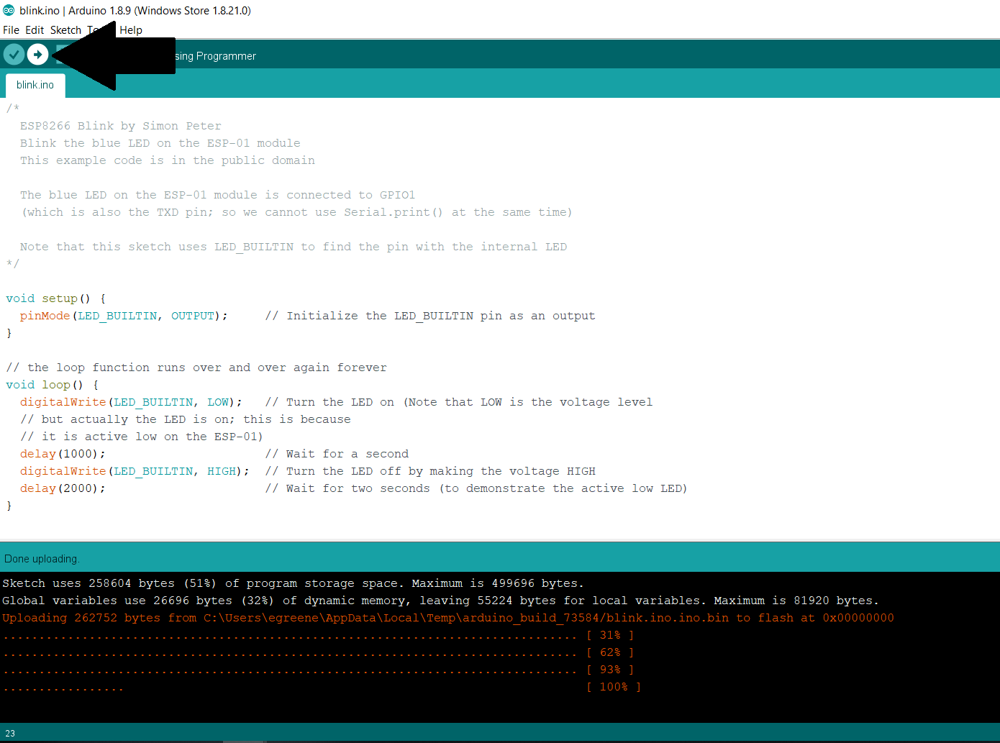 blink.ino | Arduino 1.8.9 (Windows Store 1.8.21.0)
File Edit Sketch Help
sing Programmer
blink.ino
/*
  ESP8266 Blink by Simon Peter
  Blink the blue LED on the ESP-01 module
  This example code is in the public domain

  The blue LED on the ESP-01 module is connected to GPIO1
  (which is also the TXD pin; so we cannot use Serial.print() at the same time)

  Note that this sketch uses LED_BUILTIN to find the pin with the internal LED
*/

void setup() {
  pinMode(LED_BUILTIN, OUTPUT);     // Initialize the LED_BUILTIN pin as an output
}

// the loop function runs over and over again forever
void loop() {
  digitalWrite(LED_BUILTIN, LOW);   // Turn the LED on (Note that LOW is the voltage level
  // but actually the LED is on; this is because
  // it is active low on the ESP-01)
  delay(1000);                      // Wait for a second
  digitalWrite(LED_BUILTIN, HIGH);  // Turn the LED off by making the voltage HIGH
  delay(2000);                      // Wait for two seconds (to demonstrate the active low LED)
}
Done uploading.
Sketch uses 258604 bytes (51%) of program storage space. Maximum is 499696 bytes.
Global variables use 26696 bytes (32%) of dynamic memory, leaving 55224 bytes for local variables. Maximum is 81920 bytes.
Uploading 262752 bytes from C:\Users\egreene\AppData\Local\Temp\arduino_build_73584/blink.ino.ino.bin to flash at 0x00000000
................................................................................ [ 31% ]
................................................................................ [ 62% ]
................................................................................ [ 93% ]
.................                                                                [ 100% ]
23